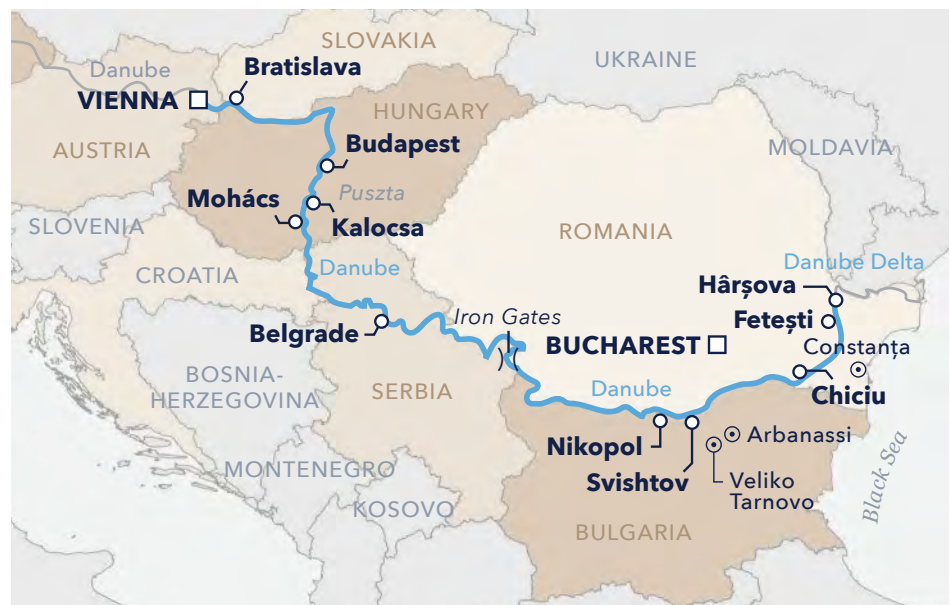 SLOVAKIA
UKRAINE
Danube
Bratislava
VIENNA
HUNGARY
AUSTRIA
Budapest
MOLDAVIA
Mohács
Puszta
Kalocsa
SLOVENIA
ROMANIA
CROATIA
Danube
Danube Delta
Hârșova
Iron Gates
Fetești
Belgrade
BUCHAREST
Constanța
BOSNIA-
HERZEGOVINA
SERBIA
Danube
Chiciu
Nikopol
Arbanassi
Svishtov
Veliko
Tarnovo
MONTENEGRO
KOSOVO
BULGARIA
Black Sea